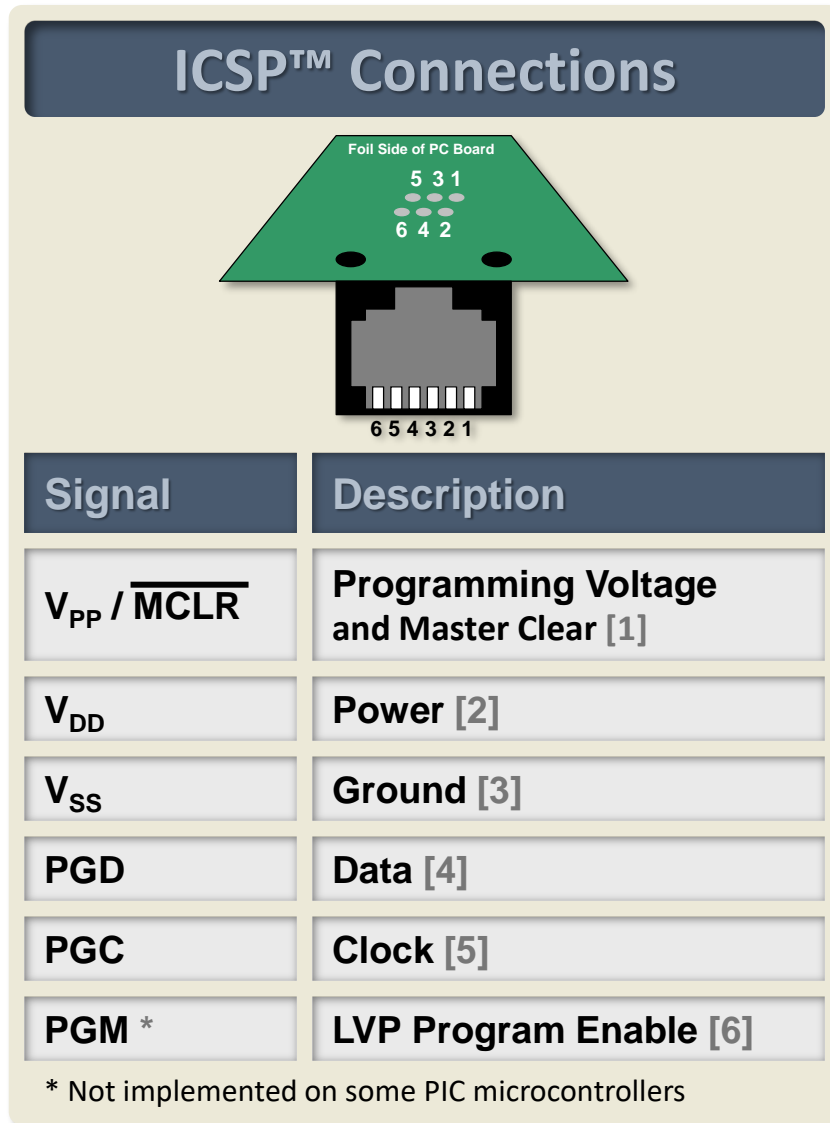 ICSP™ Connections
Foil Side of PC Board
5 3 1
6 4 2
6 5 4 3 2 1
Signal Description
VPP / MCLR Programming Voltage
and Master Clear [1]
VDD Power [2]
VSS Ground [3]
PGD Data [4]
PGC Clock [5]
PGM * LVP Program Enable [6]
* Not implemented on some PIC microcontrollers